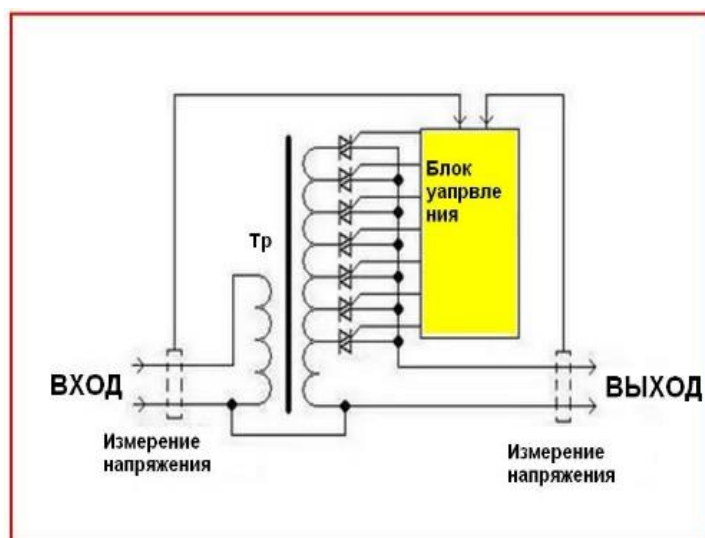 Блок
уапрвле
ния
Тр
ВХОД
ВЫХОД
Измерение
напряжения
Измерение
напряжения